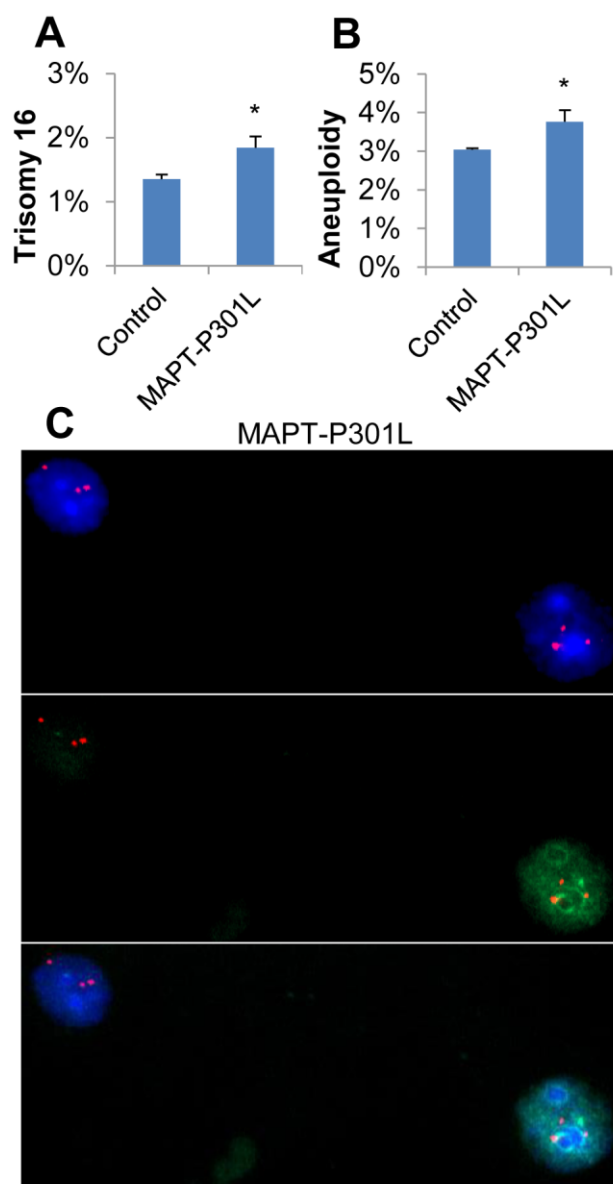 A
Trisomy 16
3%
2%
1%
0%
*
Control
MAPT-P301L
B
Aneuploidy
5%
4%
3%
2%
1%
0%
*
Control
MAPT-P301L
C
MAPT-P301L